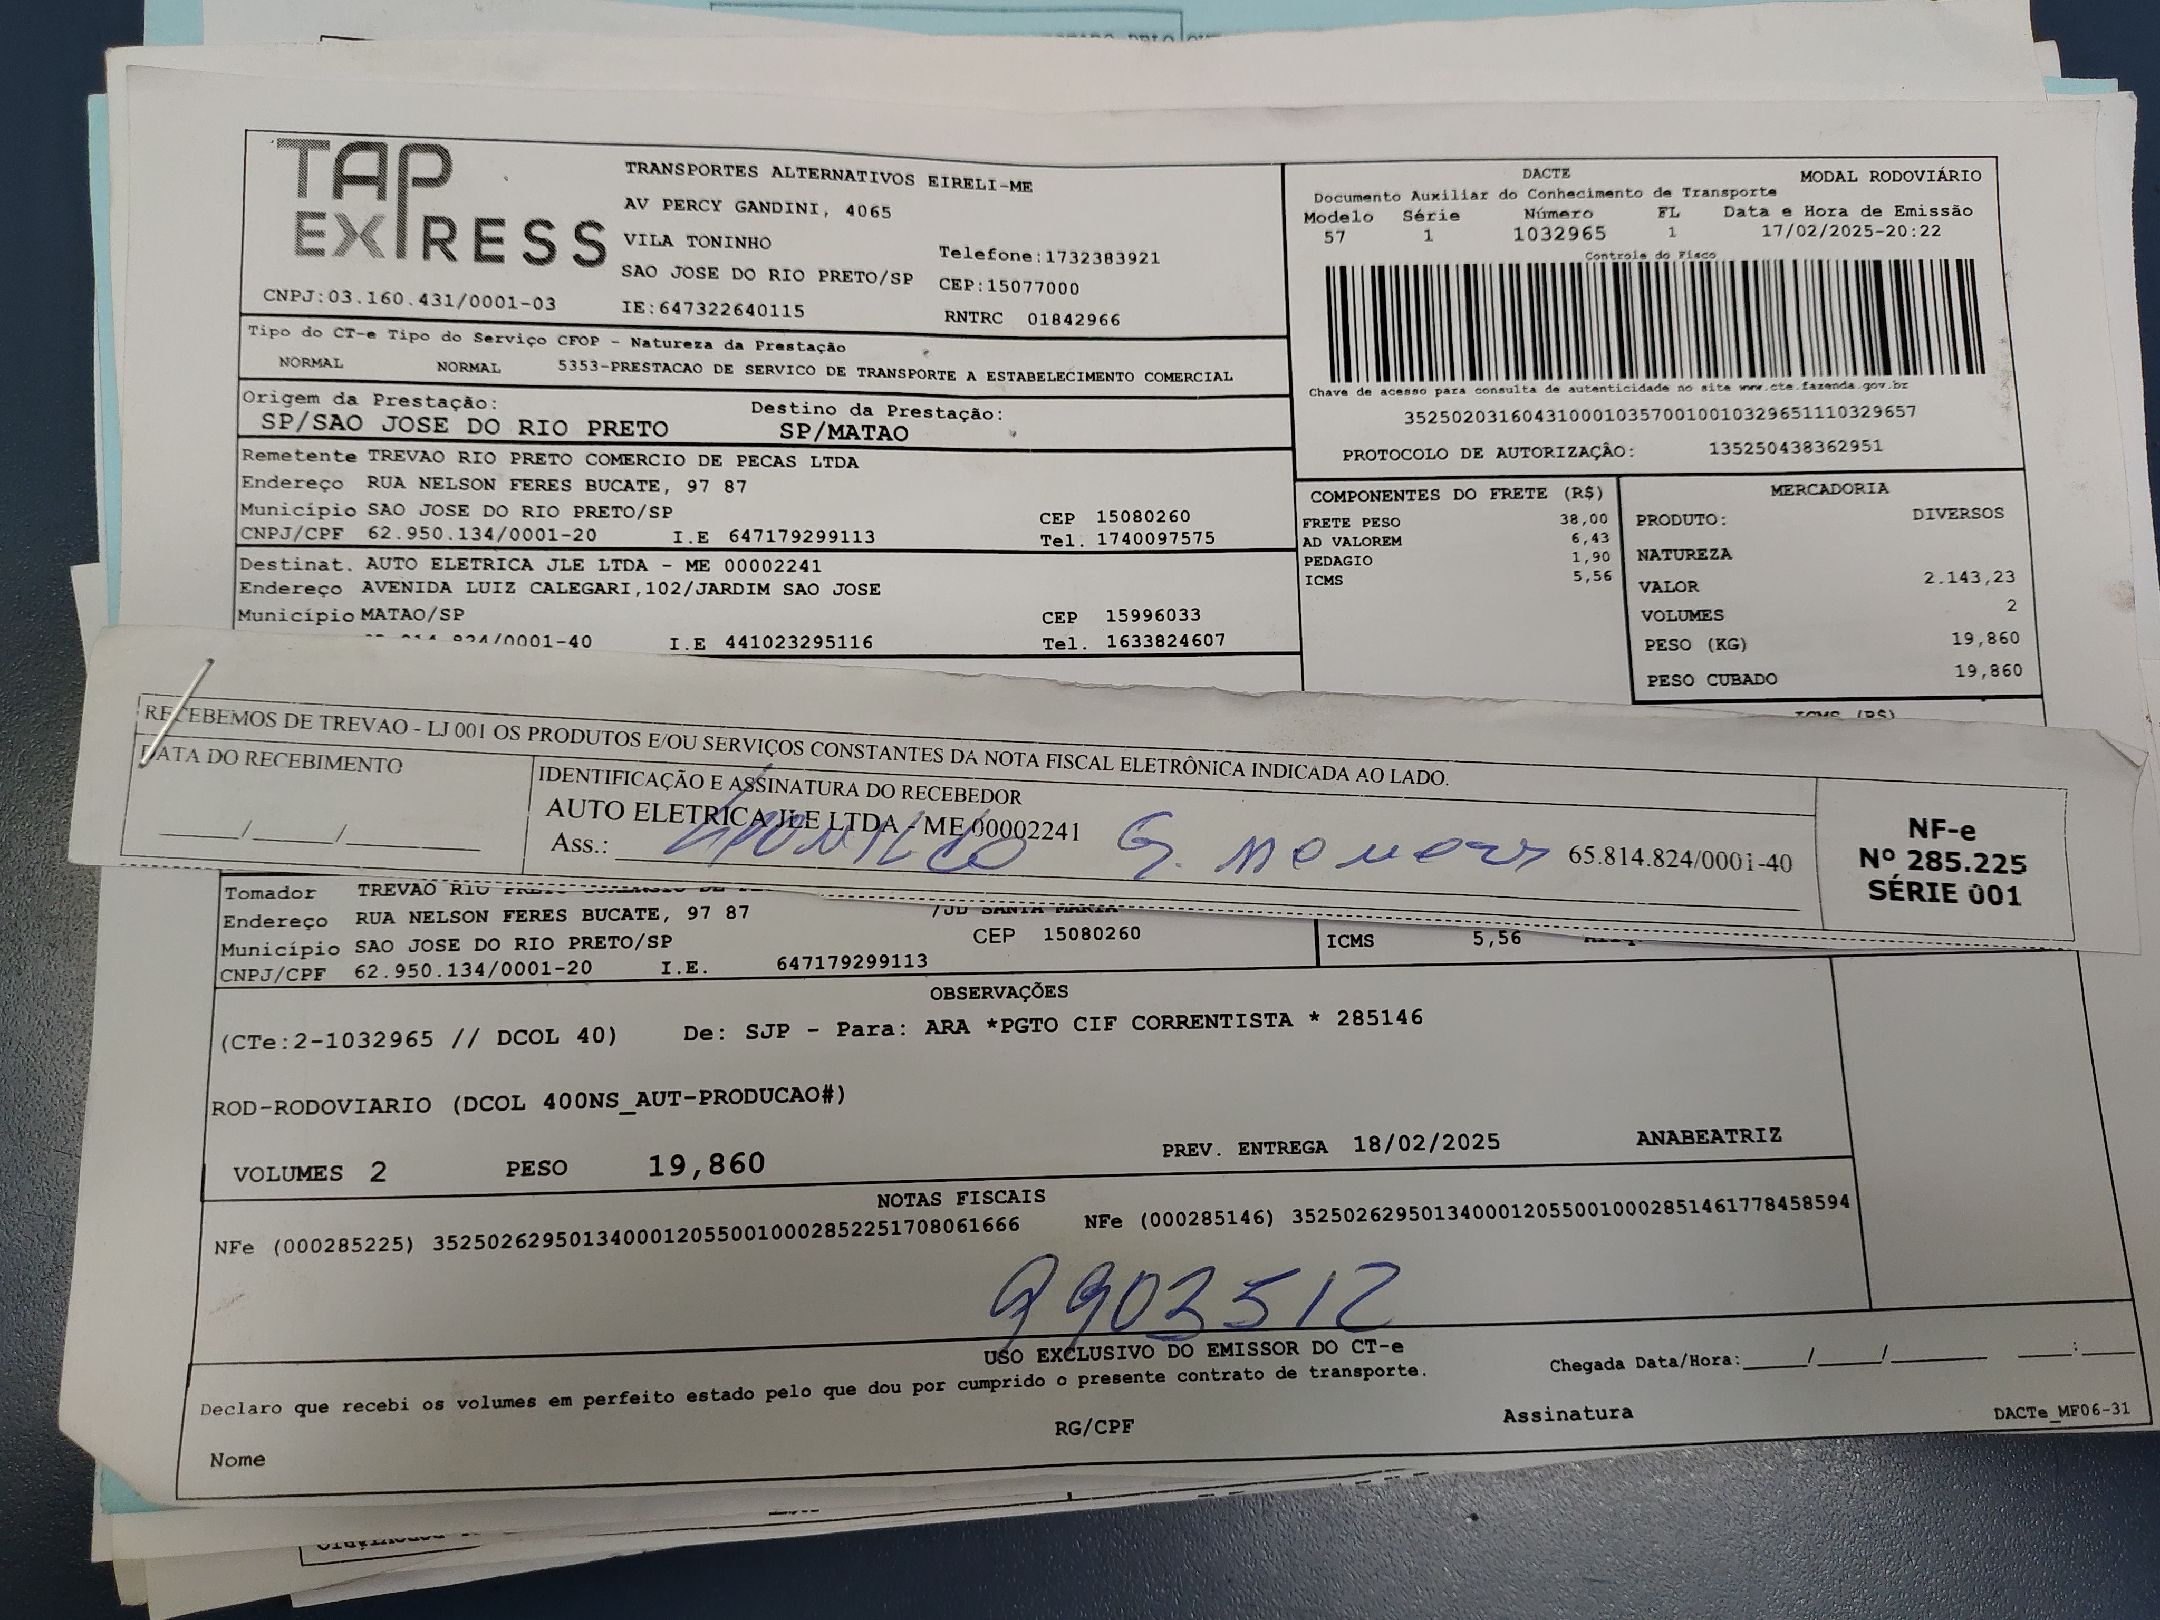 TAP EXPRESS
TRANSPORTES ALTERNATIVOS EIRELI-ME
AV PERCY GANDINI, 4065
VILA TONINHO
Telefone:1732383921
SAO JOSE DO RIO PRETO/SP
CEP:15077000
CNPJ:03.160.431/0001-03
IE:647322640115
RNTRC 01842966
DACTE MODAL RODOVIÁRIO
Documento Auxiliar do Conhecimento de Transporte
Modelo Série Número FL Data e Hora de Emissão
57 1 1032965 1 17/02/2025-20:22
Controle do Fisco
Chave de acesso para consulta de autenticidade no site www.cte.fazenda.gov.br
35250203160431000103570010010329651110329657
PROTOCOLO DE AUTORIZAÇÂO: 135250438362951
Tipo do CT-e Tipo do Serviço CFOP - Natureza da Prestação
NORMAL NORMAL 5353-PRESTACAO DE SERVICO DE TRANSPORTE A ESTABELECIMENTO COMERCIAL
Origem da Prestação: Destino da Prestação:
SP/SAO JOSE DO RIO PRETO SP/MATAO
Remetente TREVAO RIO PRETO COMERCIO DE PECAS LTDA
Endereço RUA NELSON FERES BUCATE, 97 87
Município SAO JOSE DO RIO PRETO/SP CEP 15080260
CNPJ/CPF 62.950.134/0001-20 I.E 647179299113 Tel. 1740097575
Destinat. AUTO ELETRICA JLE LTDA - ME 00002241
Endereço AVENIDA LUIZ CALEGARI,102/JARDIM SAO JOSE
Município MATAO/SP CEP 15996033
824/0001-40 I.E 441023295116 Tel. 1633824607
COMPONENTES DO FRETE (R$)
FRETE PESO 38,00
AD VALOREM 6,43
PEDAGIO 1,90
ICMS 5,56
MERCADORIA
PRODUTO: DIVERSOS
NATUREZA
VALOR 2.143,23
VOLUMES 2
PESO (KG) 19,860
PESO CUBADO 19,860
ICMS (R$)
RECEBEMOS DE TREVAO - LJ 001 OS PRODUTOS E/OU SERVIÇOS CONSTANTES DA NOTA FISCAL ELETRÔNICA INDICADA AO LADO.
DATA DO RECEBIMENTO
___/___/___
IDENTIFICAÇÃO E ASSINATURA DO RECEBEDOR
AUTO ELETRICA JLE LTDA - ME 00002241
Ass.: 65.814.824/0001-40
NF-e
Nº 285.225
SÉRIE 001
Tomador TREVAO RIO
Endereço RUA NELSON FERES BUCATE, 97 87 /JD SANTA MARIA
Município SAO JOSE DO RIO PRETO/SP CEP 15080260
CNPJ/CPF 62.950.134/0001-20 I.E. 647179299113
ICMS 5,56
OBSERVAÇÕES
(CTe:2-1032965 // DCOL 40) De: SJP - Para: ARA *PGTO CIF CORRENTISTA * 285146
ROD-RODOVIARIO (DCOL 400NS_AUT-PRODUCAO#)
VOLUMES 2 PESO 19,860 PREV. ENTREGA 18/02/2025 ANABEATRIZ
NOTAS FISCAIS
NFe (000285225) 35250262950134000120550010002852251708061666 NFe (000285146) 35250262950134000120550010002851461778458594
9903512
USO EXCLUSIVO DO EMISSOR DO CT-e
Declaro que recebi os volumes em perfeito estado pelo que dou por cumprido o presente contrato de transporte.
Chegada Data/Hora:___/___/___ ___:___
Nome RG/CPF Assinatura DACTe_MF06-31